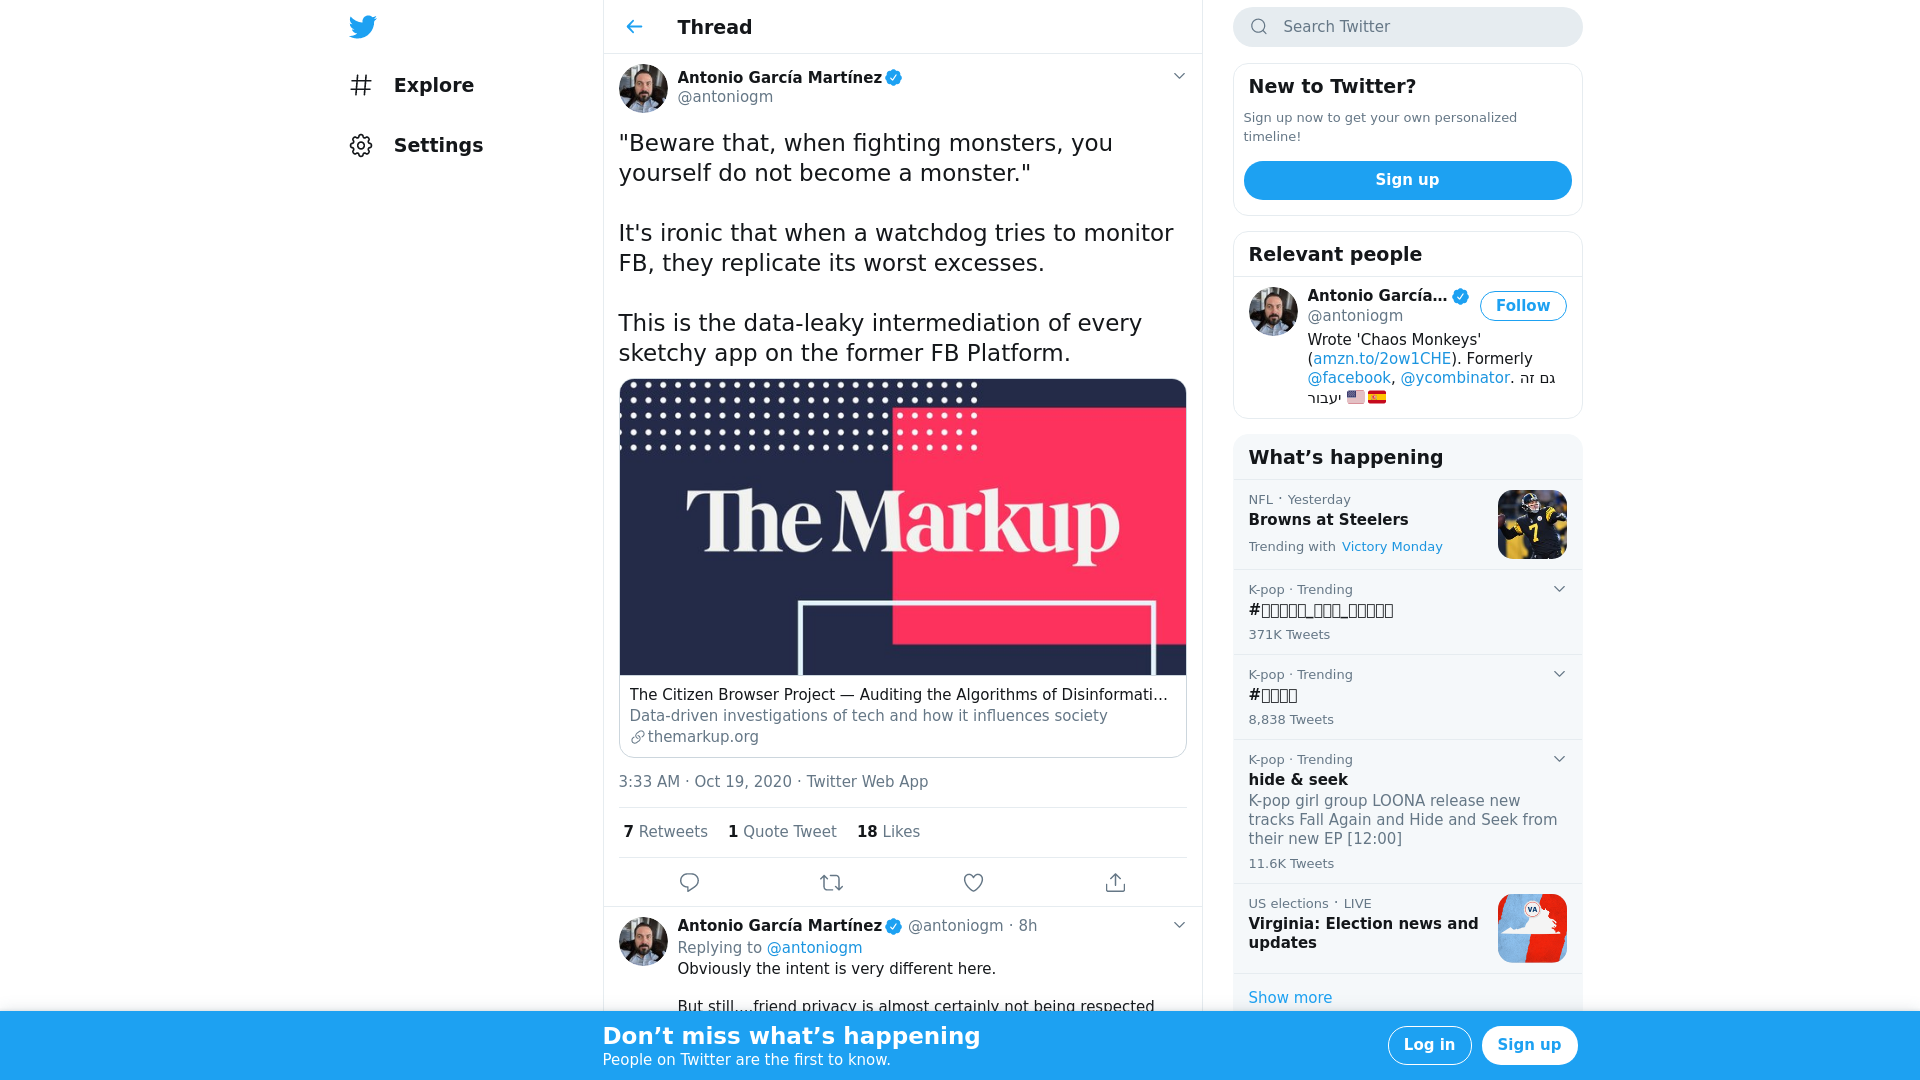 Explore
Settings
Thread
Antonio García Martínez
@antoniogm
"Beware that, when fighting monsters, you
yourself do not become a monster."
It's ironic that when a watchdog tries to monitor
FB, they replicate its worst excesses.
This is the data-leaky intermediation of every
sketchy app on the former FB Platform.
The Markup
The Citizen Browser Project — Auditing the Algorithms of Disinformati…
Data-driven investigations of tech and how it influences society
themarkup.org
3:33 AM · Oct 19, 2020 · Twitter Web App
7 Retweets 1 Quote Tweet 18 Likes
Antonio García Martínez @antoniogm · 8h
Replying to @antoniogm
Obviously the intent is very different here.
But still....friend privacy is almost certainly not being respected
Search Twitter
New to Twitter?
Sign up now to get your own personalized
timeline!
Sign up
Relevant people
Antonio García…
Follow
@antoniogm
Wrote 'Chaos Monkeys'
(amzn.to/2ow1CHE). Formerly
@facebook, @ycombinator. גם זה
יעבור
What’s happening
NFL · Yesterday
Browns at Steelers
Trending with Victory Monday
7
K-pop · Trending
371K Tweets
K-pop · Trending
8,838 Tweets
K-pop · Trending
hide & seek
K-pop girl group LOONA release new
tracks Fall Again and Hide and Seek from
their new EP [12:00]
11.6K Tweets
US elections · LIVE
Virginia: Election news and
updates
VA
Show more
Don’t miss what’s happening
People on Twitter are the first to know.
Log in
Sign up